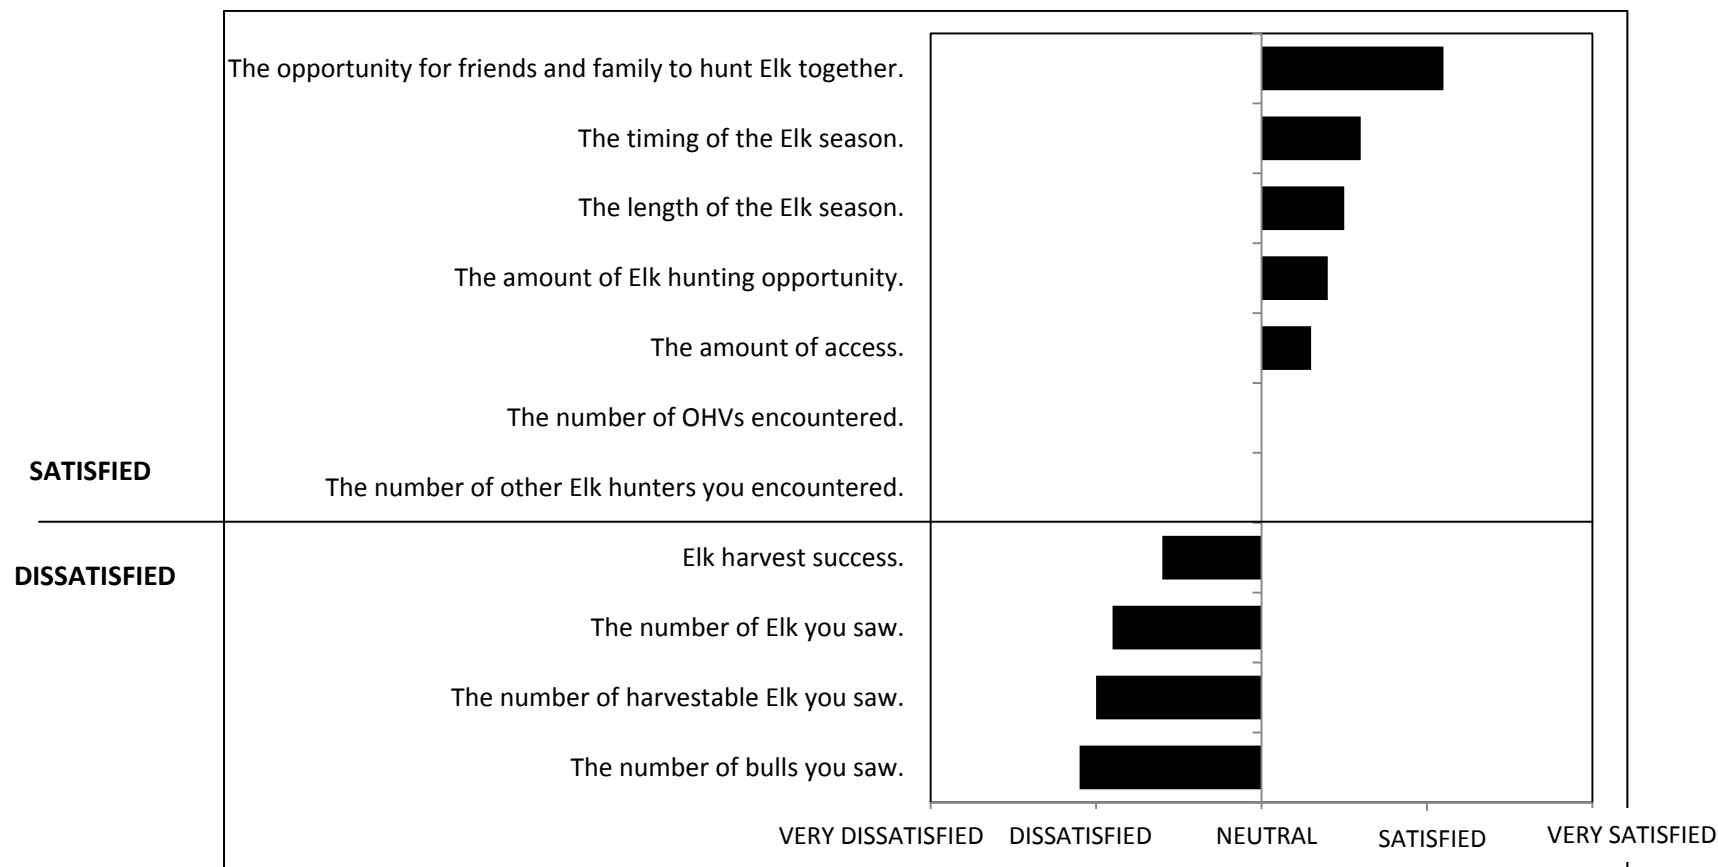 The opportunity for friends and family to hunt Elk together.
The timing of the Elk season.
The length of the Elk season.
The amount of Elk hunting opportunity.
The amount of access.
The number of OHVs encountered.
SATISFIED
The number of other Elk hunters you encountered.
DISSATISFIED
Elk harvest success.
The number of Elk you saw.
The number of harvestable Elk you saw.
The number of bulls you saw.
VERY DISSATISFIED DISSATISFIED NEUTRAL SATISFIED VERY SATISFIED